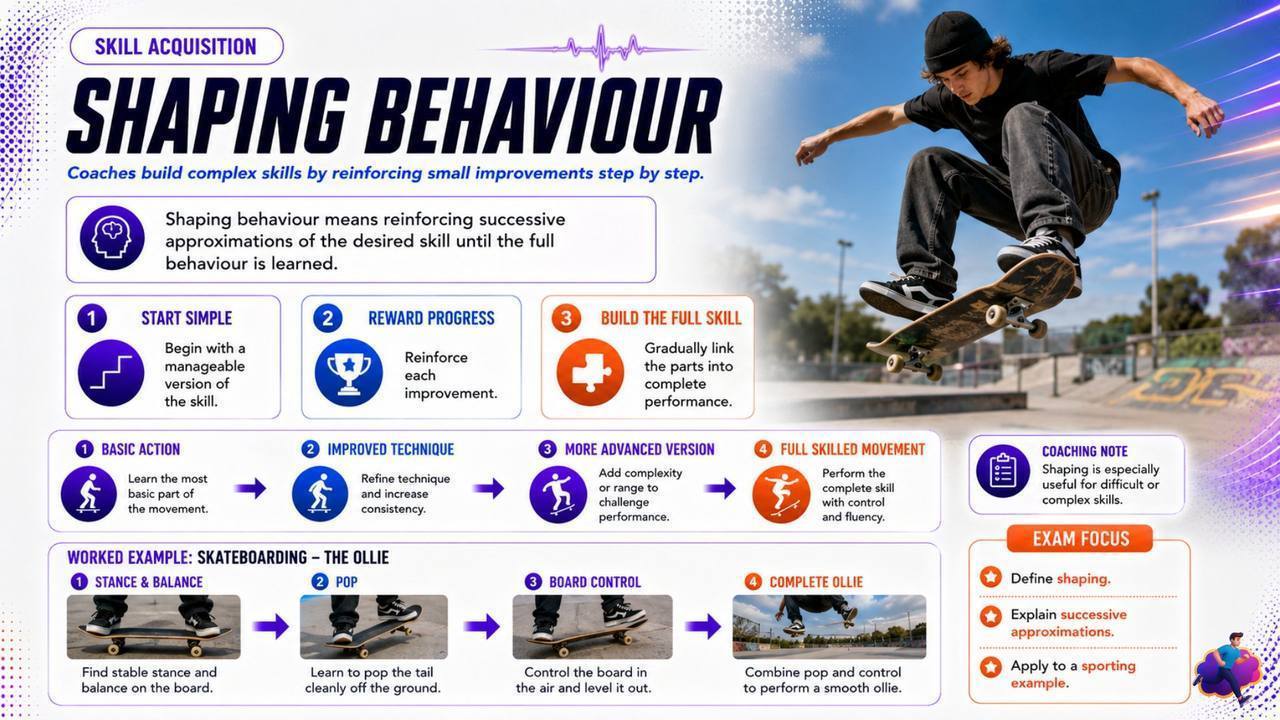 SKILL ACQUISITION
SHAPING BEHAVIOUR
Coaches build complex skills by reinforcing small improvements step by step.
Shaping behaviour means reinforcing successive
approximations of the desired skill until the full
behaviour is learned.
1 START SIMPLE
Begin with a
manageable
version of
the skill.
2 REWARD PROGRESS
Reinforce
each
improvement.
3 BUILD THE FULL SKILL
Gradually link
the parts into
complete
performance.
1 BASIC ACTION
Learn the most
basic part of
the movement.
2 IMPROVED TECHNIQUE
Refine technique
and increase
consistency.
3 MORE ADVANCED VERSION
Add complexity
or range to
challenge
performance.
4 FULL SKILLED MOVEMENT
Perform the
complete skill
with control
and fluency.
COACHING NOTE
Shaping is especially
useful for difficult or
complex skills.
WORKED EXAMPLE: SKATEBOARDING – THE OLLIE
1 STANCE & BALANCE
Find stable stance and
balance on the board.
2 POP
Learn to pop the tail
cleanly off the ground.
3 BOARD CONTROL
Control the board in
the air and level it out.
4 COMPLETE OLLIE
Combine pop and control
to perform a smooth ollie.
EXAM FOCUS
Define shaping.
Explain successive
approximations.
Apply to a sporting
example.